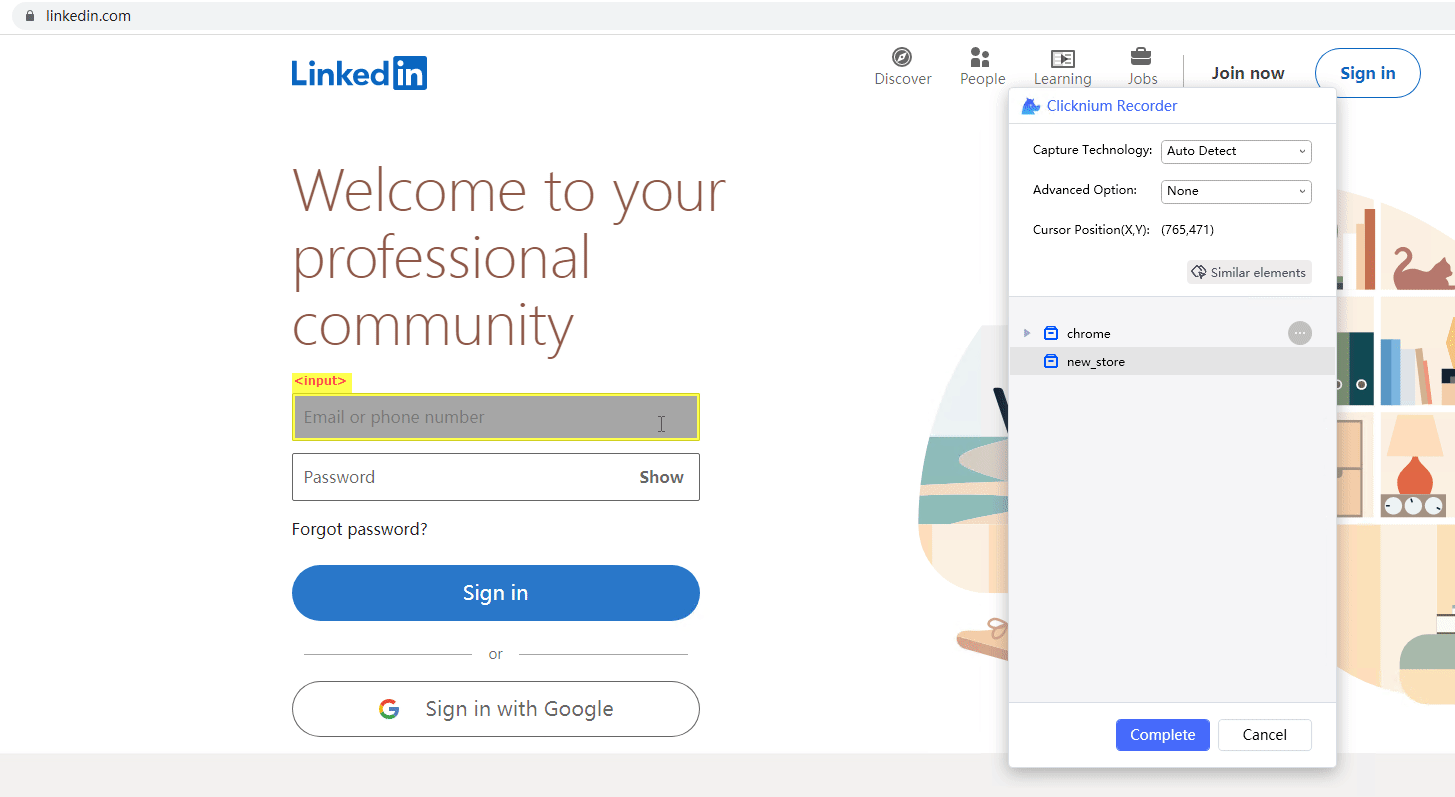 linkedin.com
Linkedin
Discover
People
Learning
Jobs
Join now
Sign in
Welcome to your
professional
community
<input>
Email or phone number
Password
Show
Forgot password?
Sign in
or
Sign in with Google
Clicknium Recorder
Capture Technology: Auto Detect
Advanced Option: None
Cursor Position(X,Y): (765,471)
Similar elements
chrome
new_store
Complete
Cancel